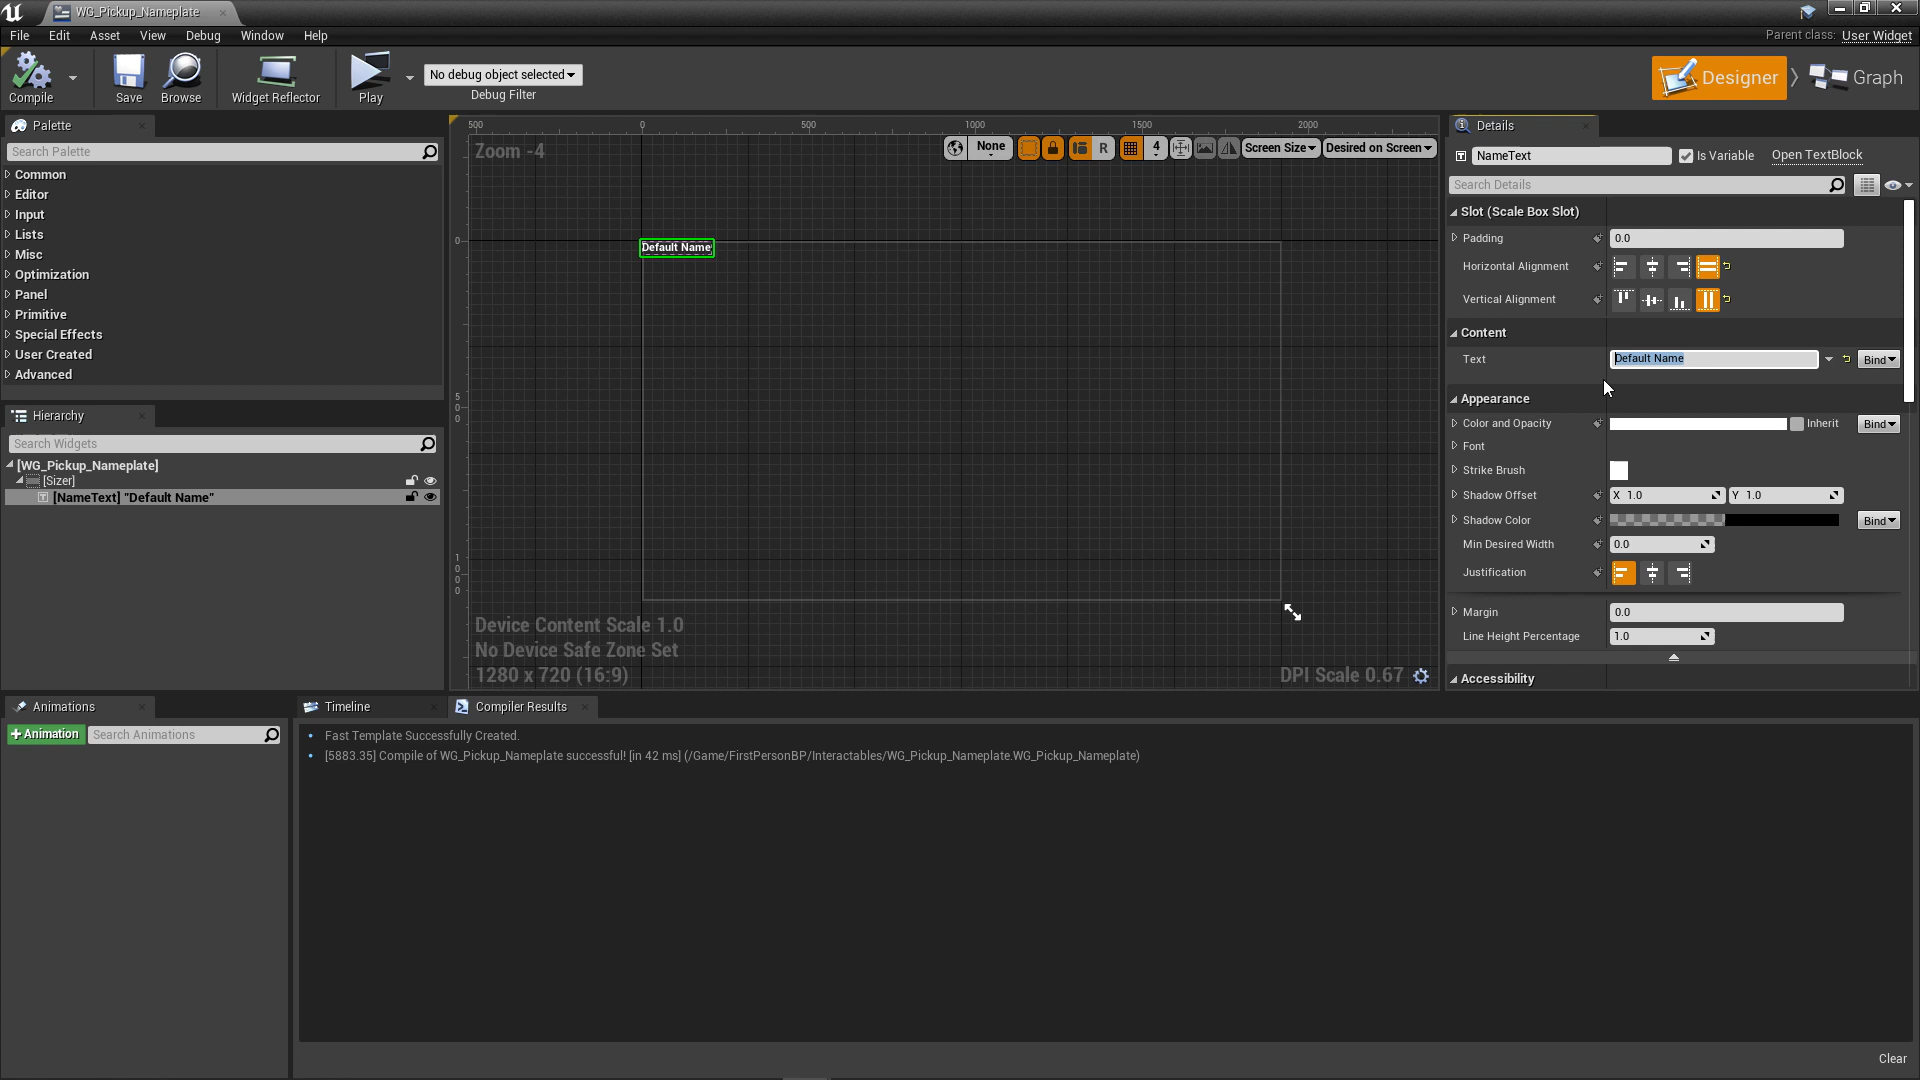 WG_Pickup_Nameplate
File Edit Asset View Debug Window Help
Parent class: User Widget
Compile
Save
Browse
Widget Reflector
Play
No debug object selected
Debug Filter
Designer
Graph
Palette
Search Palette
Common
Editor
Input
Lists
Misc
Optimization
Panel
Primitive
Special Effects
User Created
Advanced
Hierarchy
Search Widgets
[WG_Pickup_Nameplate]
[Sizer]
[NameText] "Default Name"
500 0 500 1000 1500 2000
Zoom -4
None
R
4
Screen Size
Desired on Screen
0
Default Name
5
0
0
1
0
0
0
Device Content Scale 1.0
No Device Safe Zone Set
1280 x 720 (16:9)
DPI Scale 0.67
Details
NameText
Is Variable
Open TextBlock
Search Details
Slot (Scale Box Slot)
Padding 0.0
Horizontal Alignment
Vertical Alignment
Content
Text Default Name Bind
Appearance
Color and Opacity Inherit Bind
Font
Strike Brush
Shadow Offset X 1.0 Y 1.0
Shadow Color Bind
Min Desired Width 0.0
Justification
Margin 0.0
Line Height Percentage 1.0
Accessibility
Animations
+Animation
Search Animations
Timeline
Compiler Results
• Fast Template Successfully Created.
• [5883.35] Compile of WG_Pickup_Nameplate successful! [in 42 ms] (/Game/FirstPersonBP/Interactables/WG_Pickup_Nameplate.WG_Pickup_Nameplate)
Clear